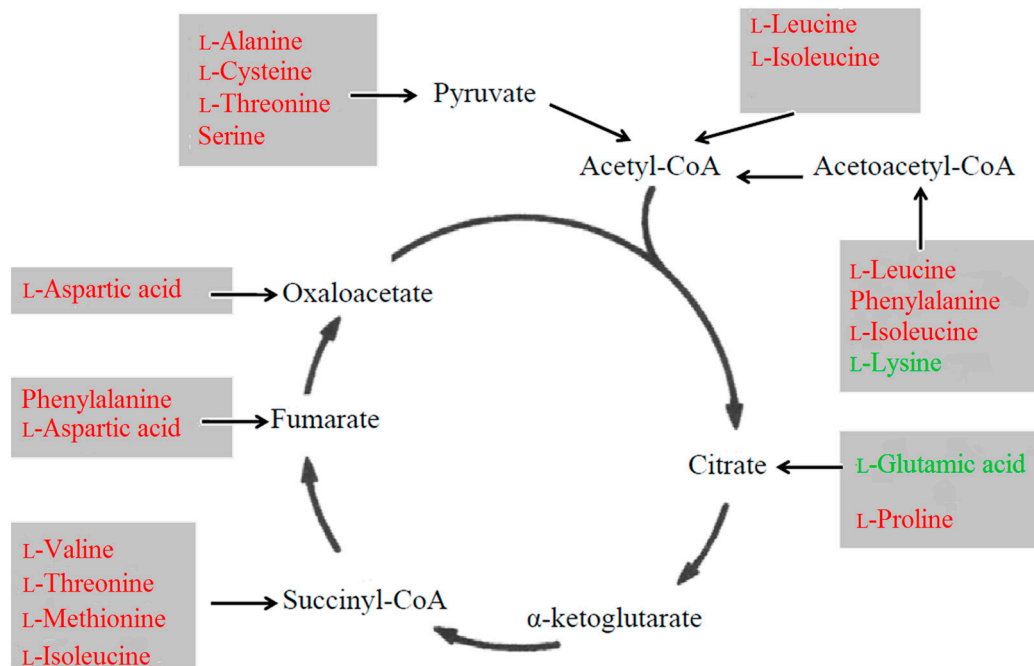 L-Alanine
L-Cysteine
L-Threonine
Serine
Pyruvate
L-Leucine
L-Isoleucine
Acetyl-CoA
Acetoacetyl-CoA
L-Leucine
Phenylalanine
L-Isoleucine
L-Lysine
L-Aspartic acid
Oxaloacetate
Phenylalanine
L-Aspartic acid
Fumarate
Citrate
L-Glutamic acid
L-Proline
L-Valine
L-Threonine
L-Methionine
L-Isoleucine
Succinyl-CoA
α-ketoglutarate